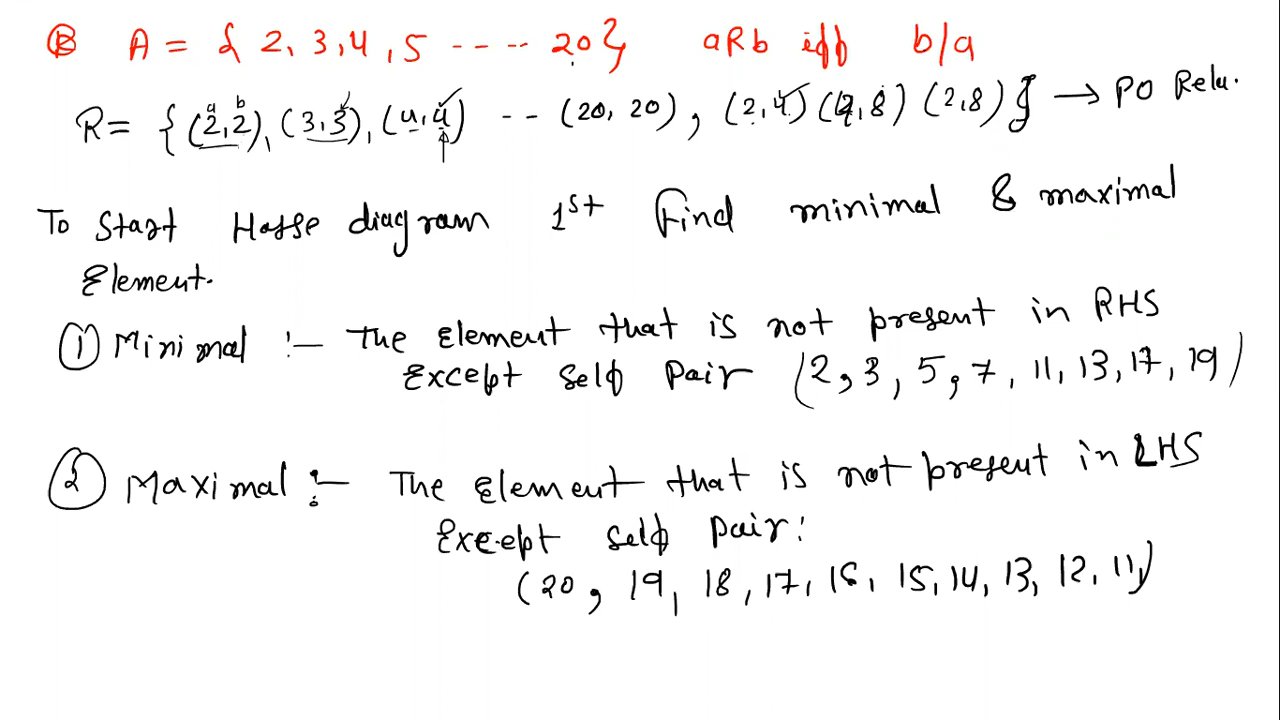 B A = { 2, 3, 4, 5 ---- -- 20} aRb iff b/a
a b
R = { (2,2), (3,3), (4,4) -- (20, 20), (2,4) (4,8) (2,8) } → PO Rela.
To Start Hasse diagram 1st Find minimal & maximal
Element.
① Minimal :- The Element that is not present in RHS
Except Self Pair (2, 3, 5, 7, 11, 13, 17, 19)
② Maximal :- The Element that is not present in LHS
Except Self pair:
(20, 19, 18, 17, 16, 15, 14, 13, 12, 11,)